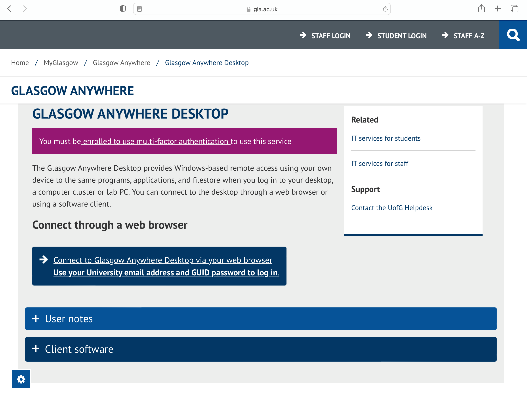 gla.ac.uk
STAFF LOGIN
STUDENT LOGIN
STAFF A-Z
Home / MyGlasgow / Glasgow Anywhere / Glasgow Anywhere Desktop
GLASGOW ANYWHERE
GLASGOW ANYWHERE DESKTOP
You must be enrolled to use multi-factor authentication to use this service
The Glasgow Anywhere Desktop provides Windows-based remote access using your own
device to the same programs, applications, and filestore when you log in to your desktop,
a computer cluster or lab PC. You can connect to the desktop through a web browser or
using a software client.
Connect through a web browser
Connect to Glasgow Anywhere Desktop via your web browser
Use your University email address and GUID password to log in.
+ User notes
+ Client software
Related
IT services for students
IT services for staff
Support
Contact the UofG Helpdesk